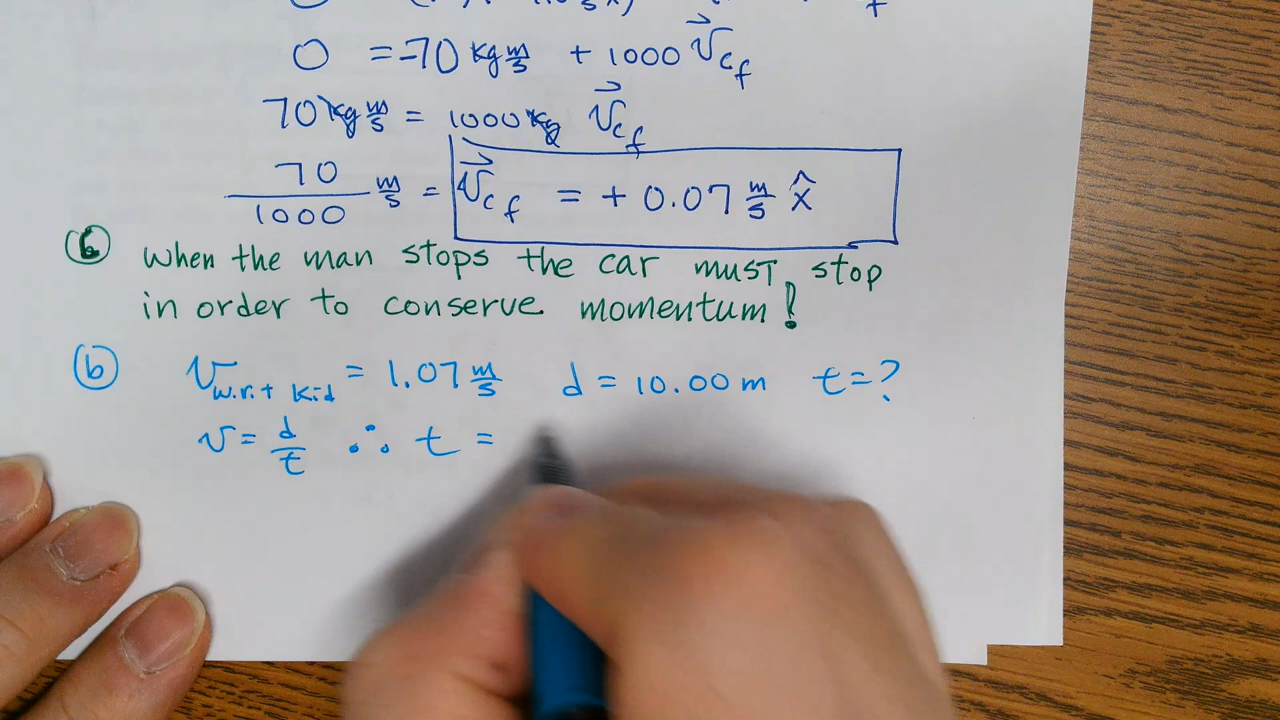 0 = -70 kg m/s + 1000 v⃗cf
70 kg m/s = 1000 kg v⃗cf
70/1000 m/s = v⃗cf = + 0.07 m/s x̂
when the man stops the car must stop
in order to conserve momentum!
(b) v w.r.t kid = 1.07 m/s d = 10.00 m t = ?
v = d/t ∴ t =